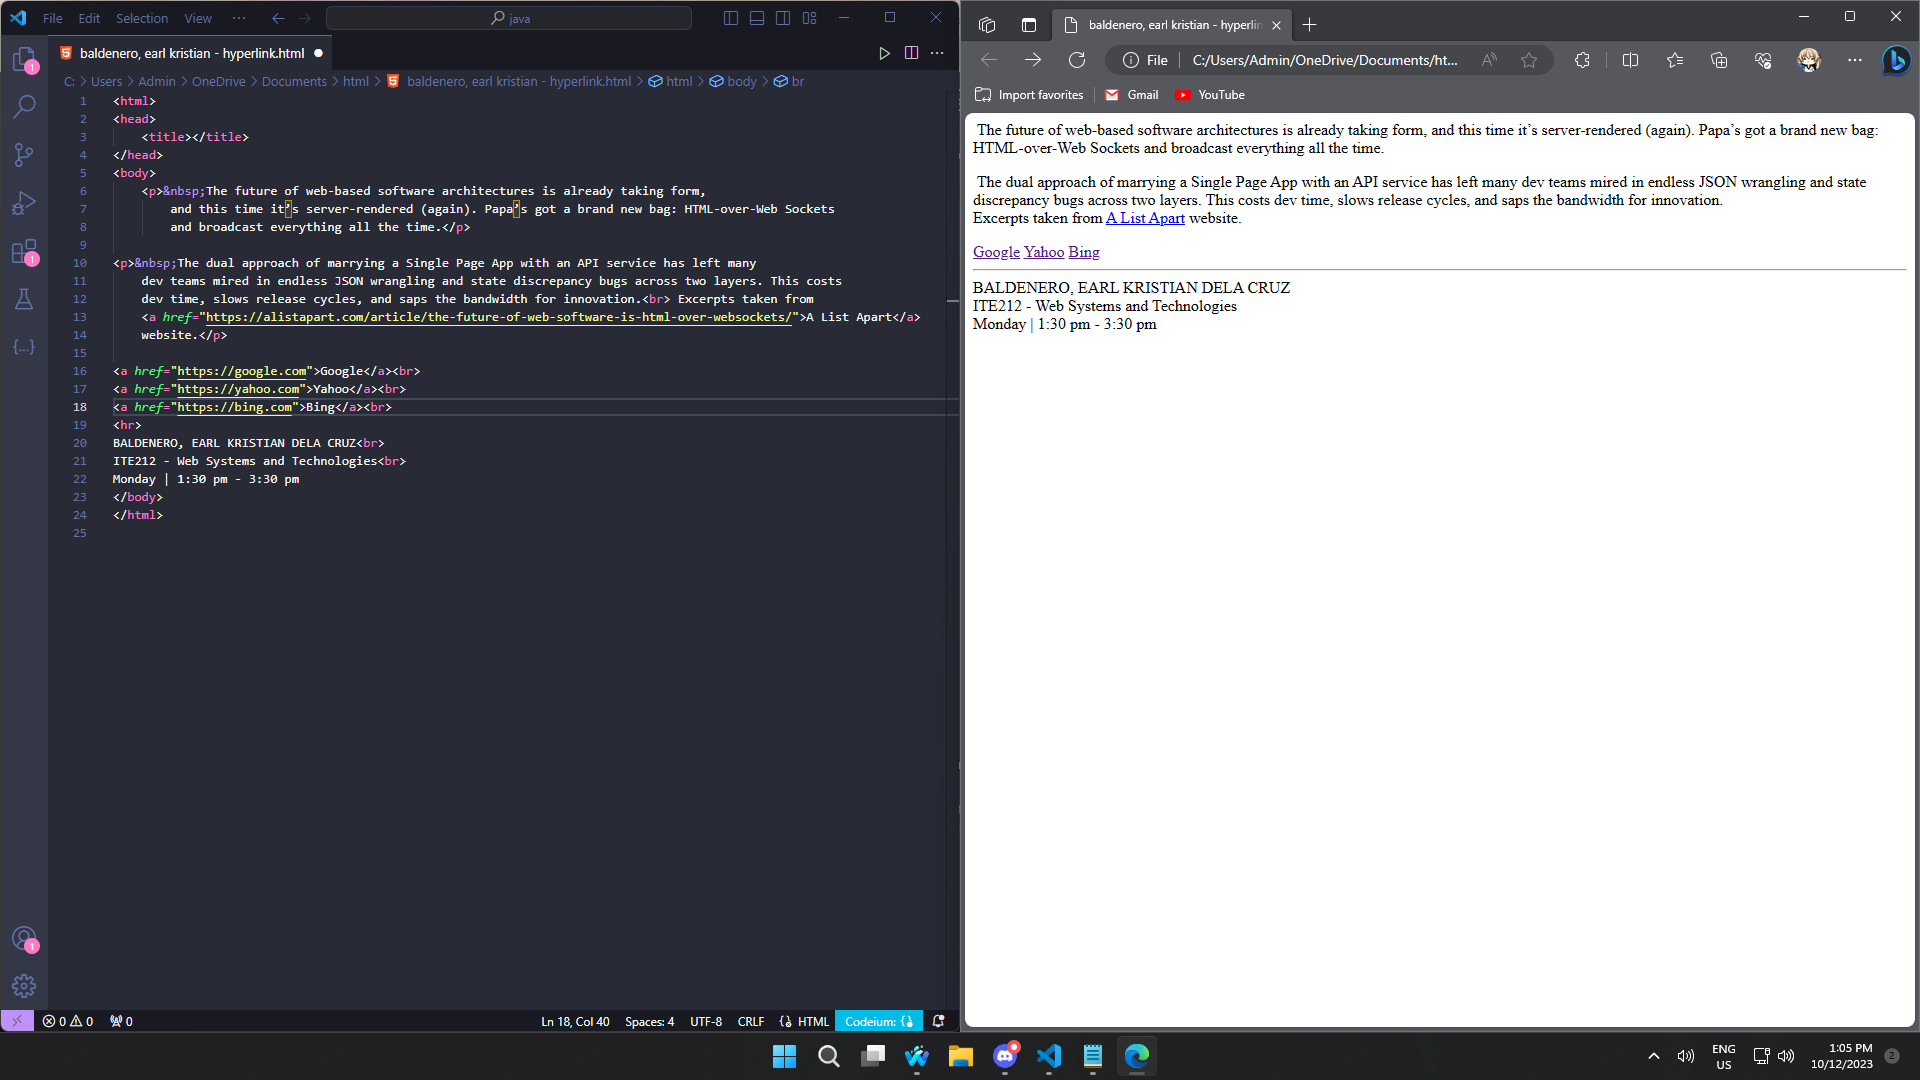 File Edit Selection View ··· java
baldenero, earl kristian - hyperlink.html
C: > Users > Admin > OneDrive > Documents > html > baldenero, earl kristian - hyperlink.html > html > body > br
1 <html>
2 <head>
3 <title></title>
4 </head>
5 <body>
6 <p>&nbsp;The future of web-based software architectures is already taking form,
7 and this time it’s server-rendered (again). Papa’s got a brand new bag: HTML-over-Web Sockets
8 and broadcast everything all the time.</p>
9
10 <p>&nbsp;The dual approach of marrying a Single Page App with an API service has left many
11 dev teams mired in endless JSON wrangling and state discrepancy bugs across two layers. This costs
12 dev time, slows release cycles, and saps the bandwidth for innovation.<br> Excerpts taken from
13 <a href="https://alistapart.com/article/the-future-of-web-software-is-html-over-websockets/">A List Apart</a>
14 website.</p>
15
16 <a href="https://google.com">Google</a><br>
17 <a href="https://yahoo.com">Yahoo</a><br>
18 <a href="https://bing.com">Bing</a><br>
19 <hr>
20 BALDENERO, EARL KRISTIAN DELA CRUZ<br>
21 ITE212 - Web Systems and Technologies<br>
22 Monday | 1:30 pm - 3:30 pm
23 </body>
24 </html>
25
1
1
1
0 0 0 Ln 18, Col 40 Spaces: 4 UTF-8 CRLF HTML Codeium: {}
baldenero, earl kristian - hyperlin
File C:/Users/Admin/OneDrive/Documents/ht...
Import favorites Gmail YouTube
The future of web-based software architectures is already taking form, and this time it’s server-rendered (again). Papa’s got a brand new bag:
HTML-over-Web Sockets and broadcast everything all the time.
The dual approach of marrying a Single Page App with an API service has left many dev teams mired in endless JSON wrangling and state
discrepancy bugs across two layers. This costs dev time, slows release cycles, and saps the bandwidth for innovation.
Excerpts taken from A List Apart website.
Google Yahoo Bing
BALDENERO, EARL KRISTIAN DELA CRUZ
ITE212 - Web Systems and Technologies
Monday | 1:30 pm - 3:30 pm
ENG
US
1:05 PM
10/12/2023
2